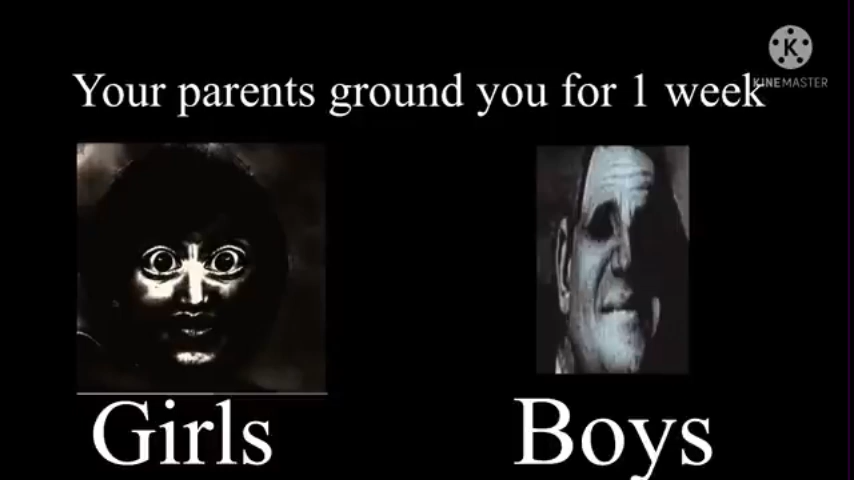 K
KINEMASTER
Your parents ground you for 1 week
Girls
Boys